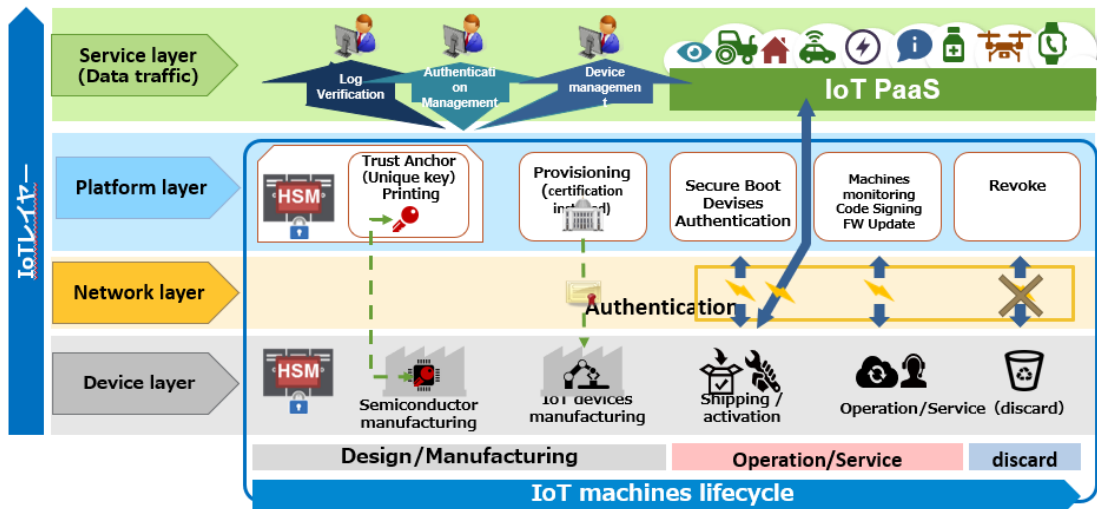 IoTレイヤー
Service layer
(Data traffic)
Log
Verification
Authenticati
on
Management
Device
managemen
t
IoT PaaS
Platform layer
HSM
Trust Anchor
(Unique key)
Printing
Provisioning
(certification
installed)
Secure Boot
Devises
Authentication
Machines
monitoring
Code Signing
FW Update
Revoke
Network layer
Authentication
Device layer
HSM
Semiconductor
manufacturing
IoT devices
manufacturing
Shipping /
activation
Operation/Service (discard)
Design/Manufacturing
Operation/Service
discard
IoT machines lifecycle